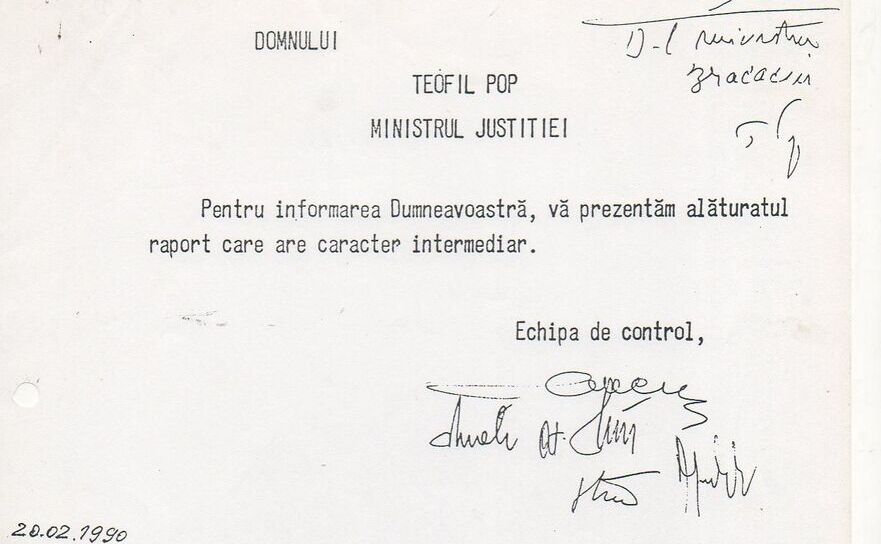 DOMNULUI
TEOFIL POP
MINISTRUL JUSTITIEI
D-l
Pentru informarea Dumneavoastră, vă prezentăm alăturatul
raport care are caracter intermediar.
Echipa de control,
20.02.1990